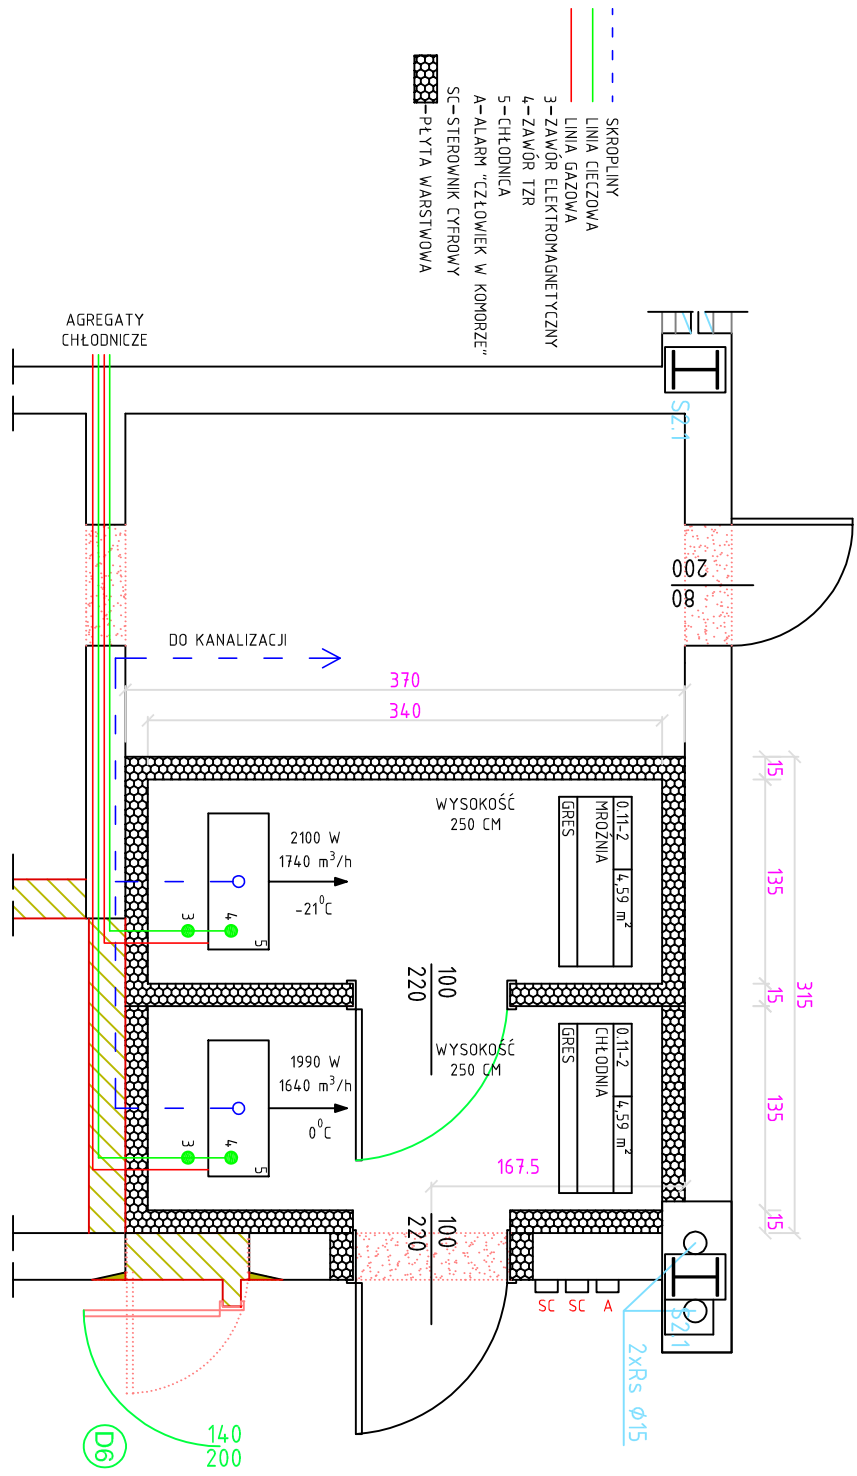 SKROPLINY
LINIA CIECZOWA
LINIA GAZOWA
3-ZAWÓR ELEKTROMAGNETYCZNY
4-ZAWÓR TZR
5-CHŁODNICA
A-ALARM "CZŁOWIEK W KOMORZE"
SC-STEROWNIK CYFROWY
-PŁYTA WARSTWOWA
AGREGATY
CHŁODNICZE
S2.1
200
80
DO KANALIZACJI
370
340
15
135
15
135
15
315
WYSOKOŚĆ
250 CM
0.11-2
4,59 m²
MROŹNIA
GRES
2100 W
1740 m³/h
-21⁰C
3
4
5
100
220
WYSOKOŚĆ
250 CM
0.11-2
4,59 m²
CHŁODNIA
GRES
1990 W
1640 m³/h
0⁰C
3
4
5
167.5
100
220
SC
SC
A
S2.1
2xRs Ø15
D6
140
200